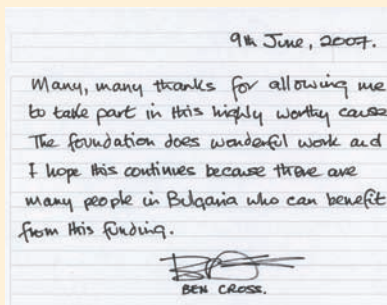 9th June, 2007.
Many, many thanks for allowing me
to take part in this highly worthy cause
The foundation does wonderful work and
I hope this continues because there are
many people in Bulgaria who can benefit
from this funding.
BEN CROSS.